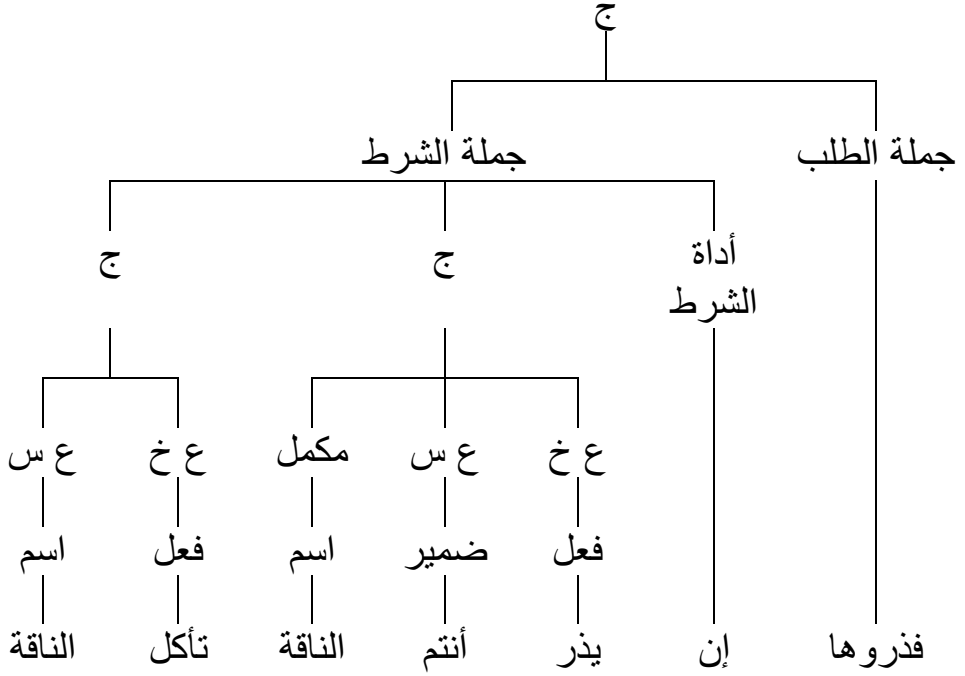 ج
جملة الطلب جملة الشرط
أداة الشرط ج ج
ع خ ع س مكمل ع خ ع س
فعل ضمير اسم فعل اسم
فذروها إن يذر أنتم الناقة تأكل الناقة